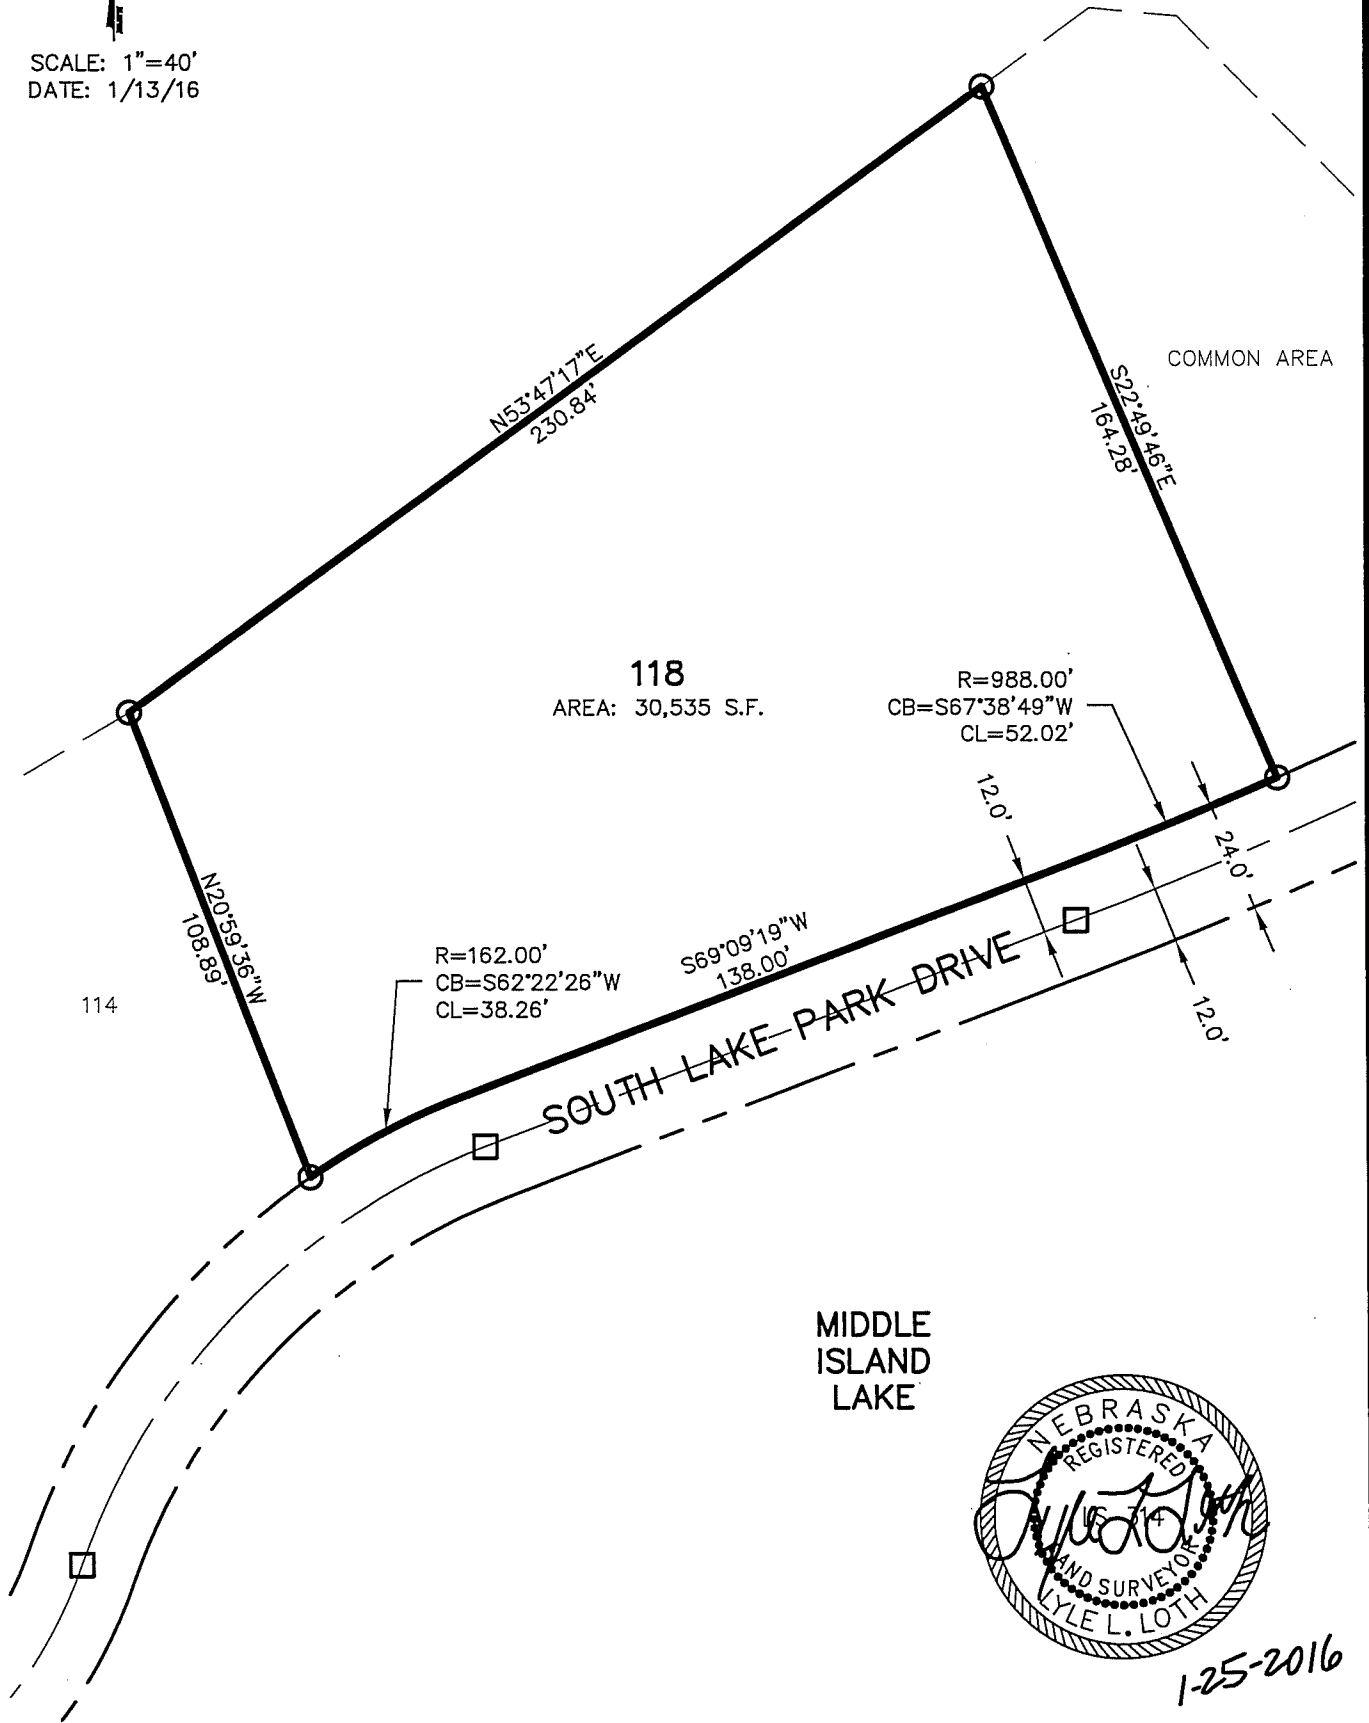 SCALE: 1"=40'
DATE: 1/13/16
N53°47'17"E
230.84'
COMMON AREA
S22°49'46"E
164.28'
118
AREA: 30,535 S.F.
R=988.00'
CB=S67°38'49"W
CL=52.02'
12.0'
24.0'
N20°59'36"W
108.89'
S69°09'19"W
138.00'
R=162.00'
CB=S62°22'26"W
CL=38.26'
114
12.0'
SOUTH LAKE PARK DRIVE
MIDDLE
ISLAND
LAKE
NEBRASKA
REGISTERED
LS 314
LAND SURVEYOR
LYLE L. LOTH
1-25-2016